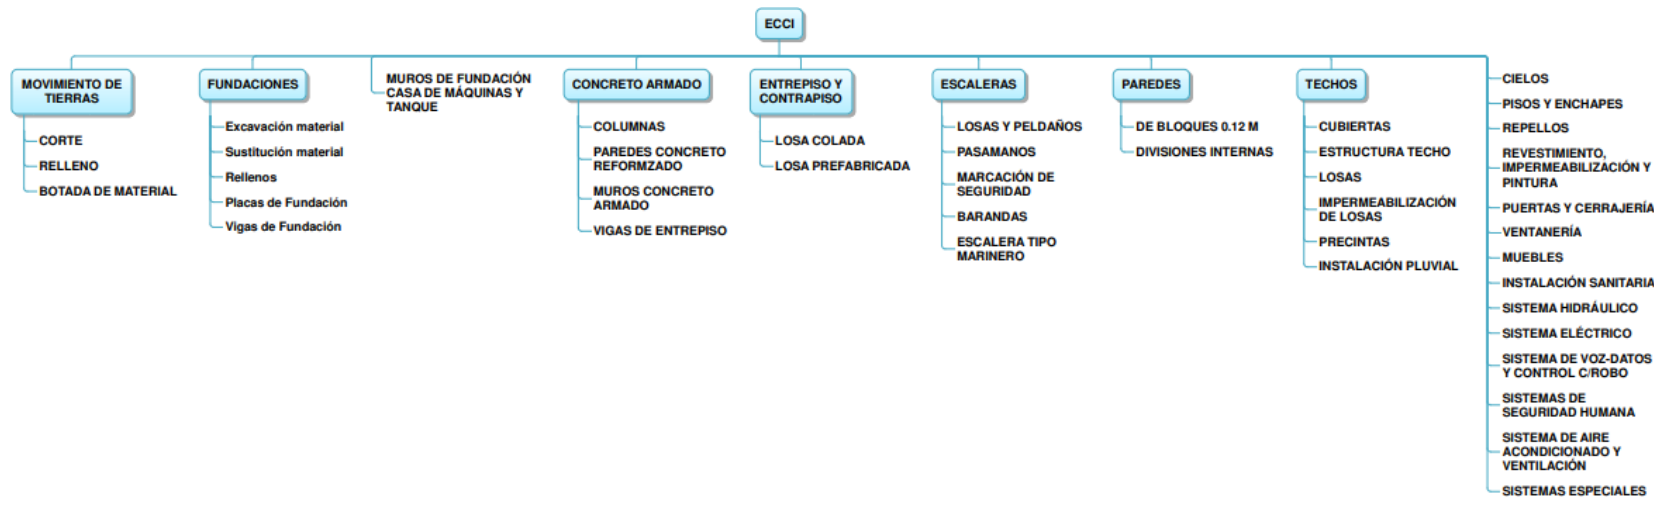 ECCI
MOVIMIENTO DE
TIERRAS
CORTE
RELLENO
BOTADA DE MATERIAL
FUNDACIONES
Excavación material
Sustitución material
Rellenos
Placas de Fundación
Vigas de Fundación
MUROS DE FUNDACIÓN
CASA DE MÁQUINAS Y
TANQUE
CONCRETO ARMADO
COLUMNAS
PAREDES CONCRETO
REFORMZADO
MUROS CONCRETO
ARMADO
VIGAS DE ENTREPISO
ENTREPISO Y
CONTRAPISO
LOSA COLADA
LOSA PREFABRICADA
ESCALERAS
LOSAS Y PELDAÑOS
PASAMANOS
MARCACIÓN DE
SEGURIDAD
BARANDAS
ESCALERA TIPO
MARINERO
PAREDES
DE BLOQUES 0.12 M
DIVISIONES INTERNAS
TECHOS
CUBIERTAS
ESTRUCTURA TECHO
LOSAS
IMPERMEABILIZACIÓN
DE LOSAS
PRECINTAS
INSTALACIÓN PLUVIAL
CIELOS
PISOS Y ENCHAPES
REPELLOS
REVESTIMIENTO,
IMPERMEABILIZACIÓN Y
PINTURA
PUERTAS Y CERRAJERÍA
VENTANERÍA
MUEBLES
INSTALACIÓN SANITARIA
SISTEMA HIDRÁULICO
SISTEMA ELÉCTRICO
SISTEMA DE VOZ-DATOS
Y CONTROL C/ROBO
SISTEMAS DE
SEGURIDAD HUMANA
SISTEMA DE AIRE
ACONDICIONADO Y
VENTILACIÓN
SISTEMAS ESPECIALES